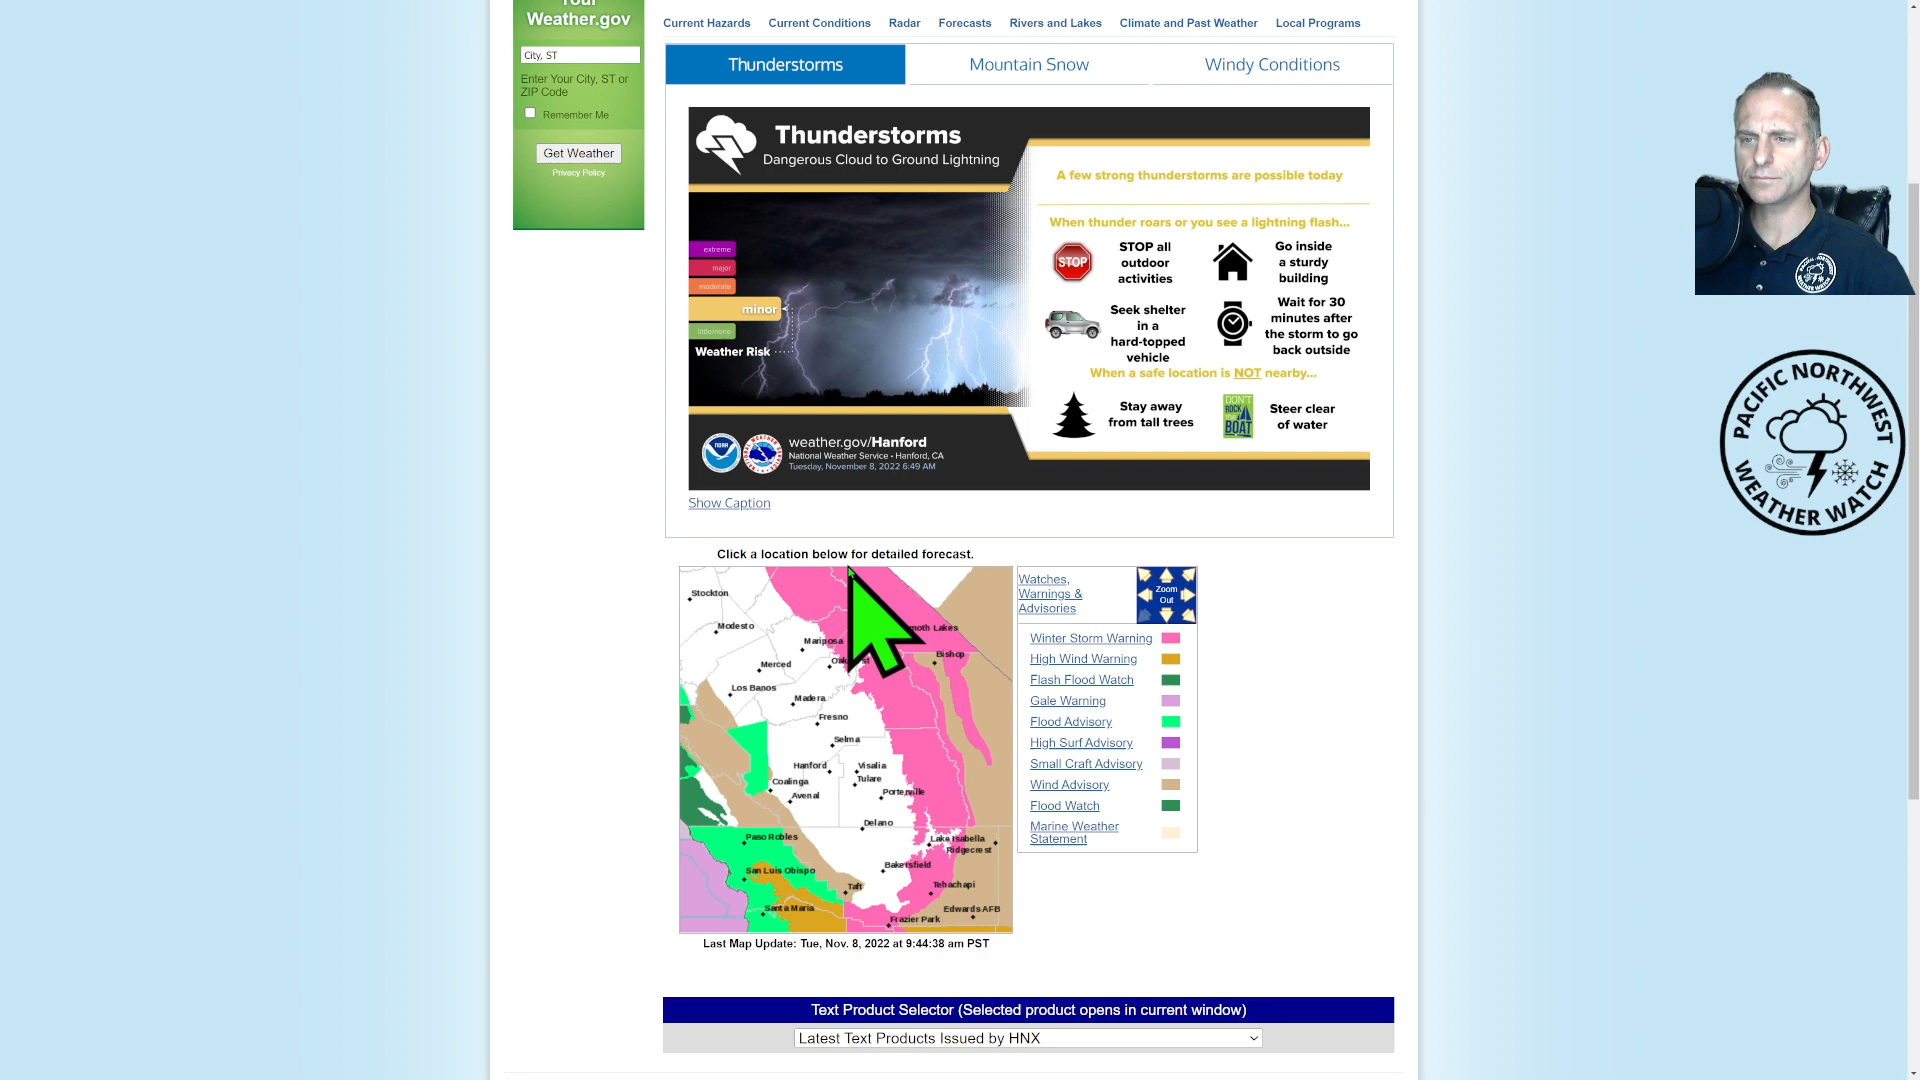 Your
Weather.gov
City, ST
Enter Your City, ST or
ZIP Code
Remember Me
Get Weather
Privacy Policy
Current Hazards
Current Conditions
Radar
Forecasts
Rivers and Lakes
Climate and Past Weather
Local Programs
Thunderstorms
Mountain Snow
Windy Conditions
Thunderstorms
Dangerous Cloud to Ground Lightning
extreme
major
moderate
minor
little/none
Weather Risk
A few strong thunderstorms are possible today
When thunder roars or you see a lightning flash...
STOP
STOP all
outdoor
activities
Go inside
a sturdy
building
Seek shelter
in a
hard-topped
vehicle
Wait for 30
minutes after
the storm to go
back outside
When a safe location is NOT nearby...
Stay away
from tall trees
DON'T
ROCK
THE
BOAT
Steer clear
of water
NOAA
weather.gov/Hanford
National Weather Service • Hanford, CA
Tuesday, November 8, 2022 6:49 AM
Show Caption
Click a location below for detailed forecast.
Stockton
Modesto
Mariposa
moth Lakes
Bishop
Merced
Los Banos
Madera
Fresno
Selma
Hanford
Visalia
Tulare
Coalinga
Avenal
Porterville
Delano
Paso Robles
Lake Isabella
Ridgecrest
San Luis Obispo
Bakersfield
Taft
Tehachapi
Santa Maria
Edwards AFB
Frazier Park
Last Map Update: Tue, Nov. 8, 2022 at 9:44:38 am PST
Watches,
Warnings &
Advisories
Zoom
Out
Winter Storm Warning
High Wind Warning
Flash Flood Watch
Gale Warning
Flood Advisory
High Surf Advisory
Small Craft Advisory
Wind Advisory
Flood Watch
Marine Weather
Statement
Text Product Selector (Selected product opens in current window)
Latest Text Products Issued by HNX
PACIFIC NORTHWEST
WEATHER WATCH
PACIFIC NORTHWEST
WEATHER WATCH